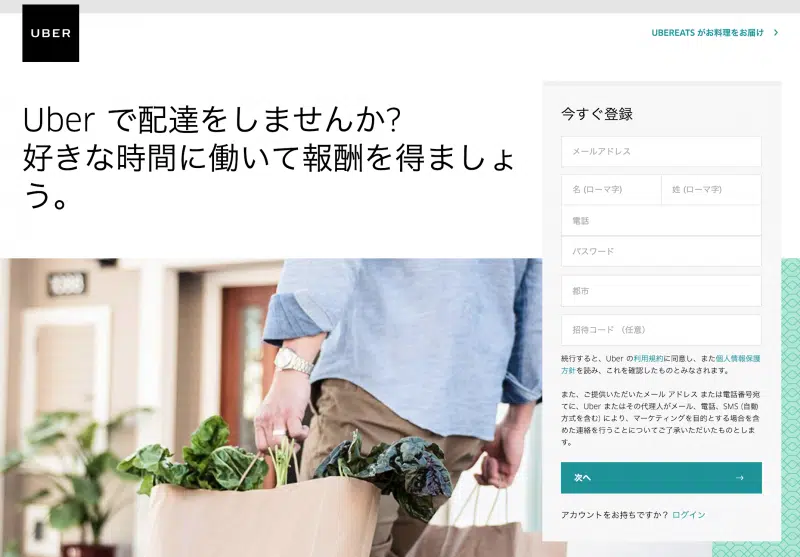 UBER
UBEREATS がお料理をお届け
Uber で配達をしませんか?
好きな時間に働いて報酬を得ましょ
う。
今すぐ登録
メールアドレス
名 (ローマ字) 姓 (ローマ字)
電話
パスワード
都市
招待コード （任意）
続行すると、Uber の利用規約に同意し、また個人情報保護
方針を読み、これを確認したものとみなされます。
また、ご提供いただいたメール アドレス または電話番号宛
てに、Uber またはその代理人がメール、電話、SMS (自動
方式を含む) により、マーケティングを目的とする場合を含
めた連絡を行うことについてご了承いただいたものとしま
す。
次へ
アカウントをお持ちですか？ ログイン